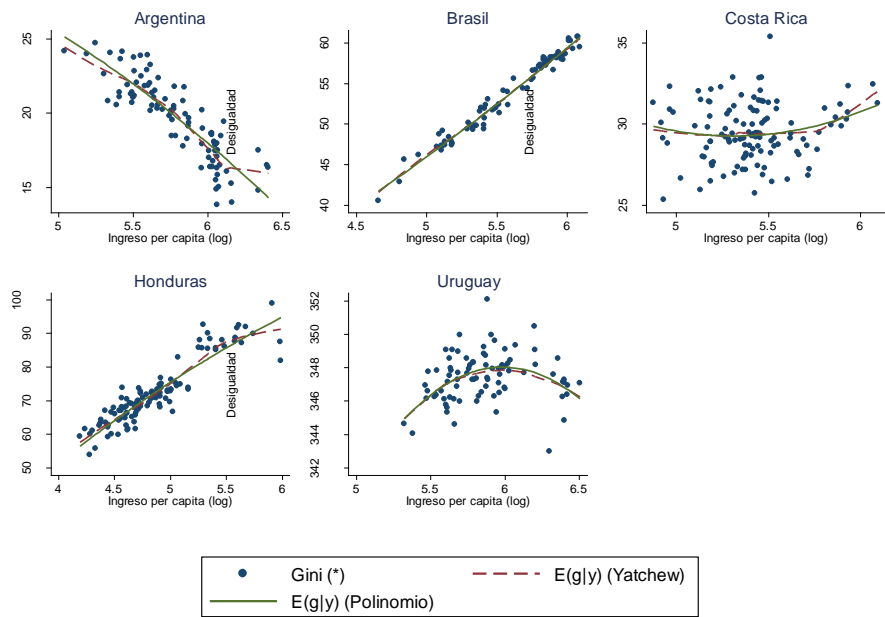 Argentina
25
20
15
Desigualdad
5
5.5
6
6.5
Ingreso per capita (log)
Brasil
60
55
50
45
40
Desigualdad
4.5
5
5.5
6
Ingreso per capita (log)
Costa Rica
35
30
25
5
5.5
6
Ingreso per capita (log)
Honduras
100
90
80
70
60
50
Desigualdad
4
4.5
5
5.5
6
Ingreso per capita (log)
Uruguay
352
350
348
346
344
342
5
5.5
6
6.5
Ingreso per capita (log)
Gini (*)
E(g|y) (Yatchew)
E(g|y) (Polinomio)